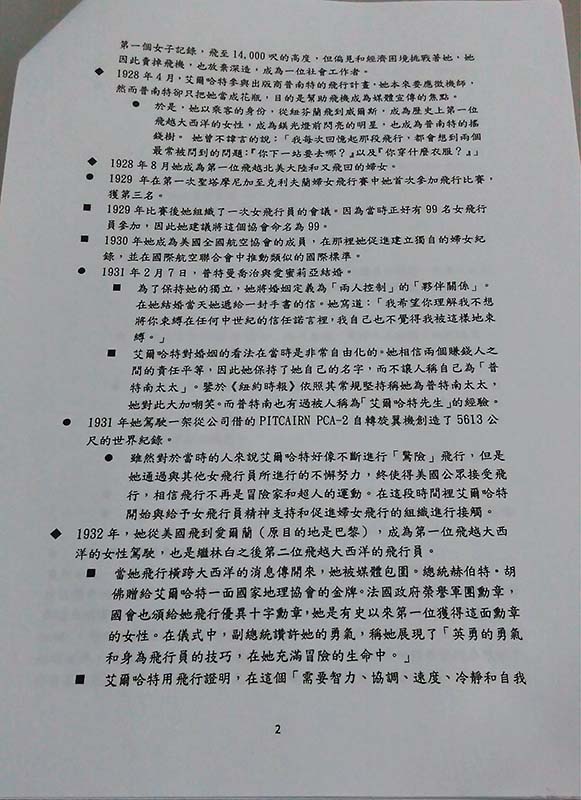 第一個女子記錄，飛至 14,000 呎的高度，但偏見和經濟困境挑戰著她，她
因此賣掉飛機，也放棄深造，成為一位社會工作者。
◆ 1928 年 4 月，艾爾哈特參與出版商普南特的飛行計畫，她本來要應徵機師，
然而普南特卻只把她當成花瓶，目的是幫助飛機成為媒體宣傳的焦點。
● 於是，她以乘客的身份，從紐芬蘭飛到威爾斯，成為歷史上第一位
飛越大西洋的女性，成為鎂光燈前閃亮的明星，也成為普南特的搖
錢樹。 她曾不諱言的說：「我每次回憶起那段飛行，都會想到兩個
最常被問到的問題：『你下一站要去哪？』以及『你穿什麼衣服？』」
◆ 1928 年 8 月她成為第一位飛越北美大陸和又飛回的婦女。
● 1929 年在第一次聖塔摩尼加至克利夫蘭婦女飛行賽中她首次參加飛行比賽，
獲第三名。
■ 1929 年比賽後她組織了一次女飛行員的會議。因為當時正好有 99 名女飛行
員參加，因此她建議將這個協會命名為 99。
■ 1930 年她成為美國全國航空協會的成員，在那裡她促進建立獨自的婦女紀
錄，並在國際航空聯合會中推動類似的國際標準。
● 1931 年 2 月 7 日，普特曼喬治與愛蜜莉亞結婚。
■ 為了保持她的獨立，她將婚姻定義為「兩人控制」的「夥伴關係」。
在她結婚當天她遞給一封手書的信。她寫道：「我希望你理解我不想
將你束縛在任何中世紀的信任諾言裡，我自己也不覺得我被這樣地束
縛。」
■ 艾爾哈特對婚姻的看法在當時是非常自由化的。她相信兩個賺錢人之
間的責任平等，因此她保持了她自己的名字，而不讓人稱自己為「普
特南太太」。鑒於《紐約時報》依照其常規堅持稱她為普特南太太，
她對此大加嘲笑。而普特南也有過被人稱為「艾爾哈特先生」的經驗。
● 1931 年她駕駛一架從公司借的 PITCAIRN PCA-2 自轉旋翼機創造了 5613 公
尺的世界紀錄。
● 雖然對於當時的人來說艾爾哈特好像不斷進行「驚險」飛行，但是
她通過與其他女飛行員所進行的不懈努力，終使得美國公眾接受飛
行，相信飛行不再是冒險家和超人的運動。在這段時間裡艾爾哈特
開始與給予女飛行員精神支持和促進婦女飛行的組織進行接觸。
◆ 1932 年，她從美國飛到愛爾蘭（原目的地是巴黎），成為第一位飛越大西
洋的女性駕駛，也是繼林白之後第二位飛越大西洋的飛行員。
■ 當她飛行橫跨大西洋的消息傳開來，她被媒體包圍。總統赫伯特·胡
佛贈給艾爾哈特一面國家地理協會的金牌。法國政府榮譽軍團勳章，
國會也頒給她飛行優異十字勳章，她是有史以來第一位獲得這面勳章
的女性。在儀式中，副總統讚許她的勇氣，稱她展現了「英勇的勇氣
和身為飛行員的技巧，在她充滿冒險的生命中。」
■ 艾爾哈特用飛行證明，在這個「需要智力、協調、速度、冷靜和自我
2